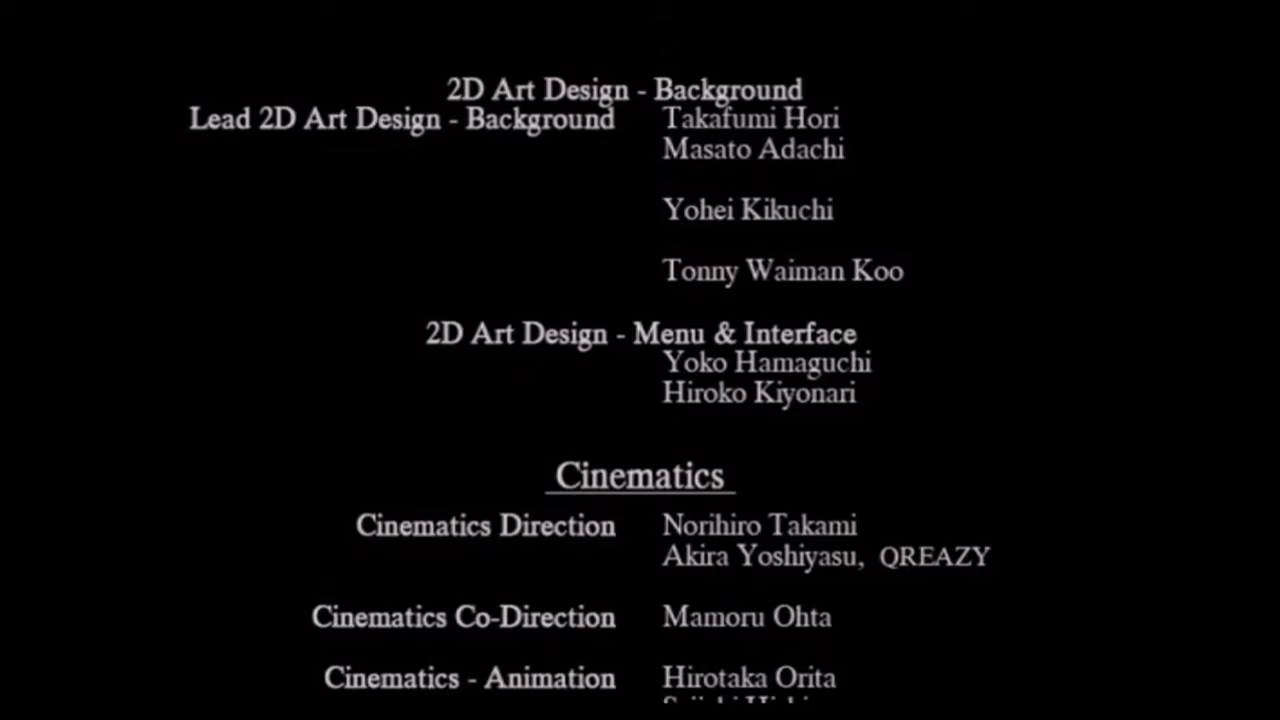 2D Art Design - Background
Lead 2D Art Design - Background Takafumi Hori
Masato Adachi
Yohei Kikuchi
Tonny Waiman Koo
2D Art Design - Menu & Interface
Yoko Hamaguchi
Hiroko Kiyonari
Cinematics
Cinematics Direction Norihiro Takami
Akira Yoshiyasu, QREAZY
Cinematics Co-Direction Mamoru Ohta
Cinematics - Animation Hirotaka Orita